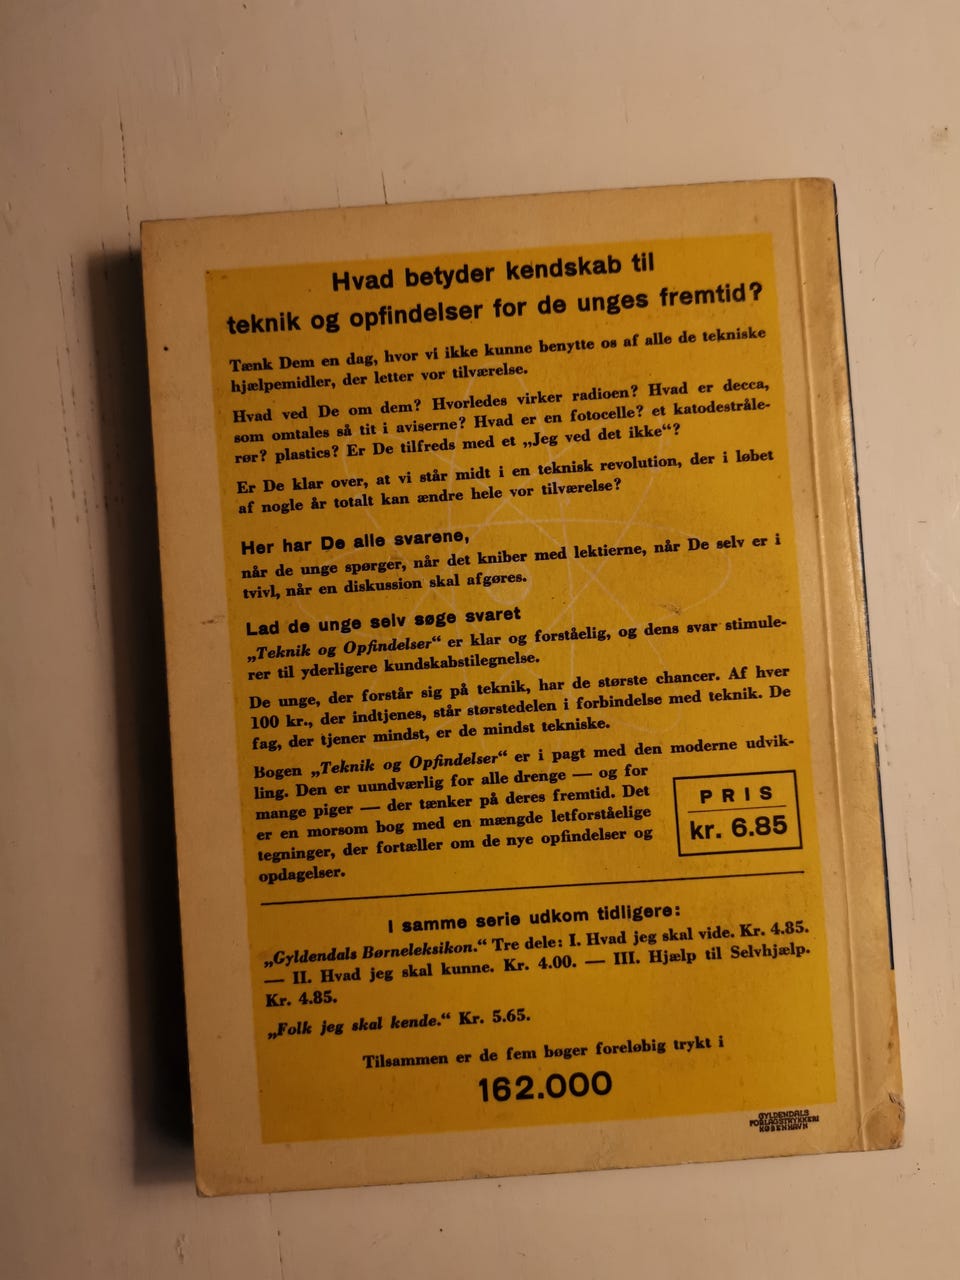 Hvad betyder kendskab til
teknik og opfindelser for de unges fremtid?
Tænk Dem en dag, hvor vi ikke kunne benytte os af alle de tekniske
hjælpemidler, der letter vor tilværelse.
Hvad ved De om dem? Hvorledes virker radioen? Hvad er decca,
som omtales så tit i aviserne? Hvad er en fotocelle? et katodestråle-
rør? plastics? Er De tilfreds med et „Jeg ved det ikke“?
Er De klar over, at vi står midt i en teknisk revolution, der i løbet
af nogle år totalt kan ændre hele vor tilværelse?
Her har De alle svarene,
når de unge spørger, når det kniber med lektierne, når De selv er i
tvivl, når en diskussion skal afgøres.
Lad de unge selv søge svaret
„Teknik og Opfindelser“ er klar og forståelig, og dens svar stimule-
rer til yderligere kundskabstilegnelse.
De unge, der forstår sig på teknik, har de største chancer. Af hver
100 kr., der indtjenes, står størstedelen i forbindelse med teknik. De
fag, der tjener mindst, er de mindst tekniske.
Bogen „Teknik og Opfindelser“ er i pagt med den moderne udvik-
ling. Den er uundværlig for alle drenge — og for
mange piger — der tænker på deres fremtid. Det
er en morsom bog med en mængde letforståelige
tegninger, der fortæller om de nye opfindelser og
opdagelser.
PRIS
kr. 6.85
I samme serie udkom tidligere:
„Gyldendals Børneleksikon.“ Tre dele: I. Hvad jeg skal vide. Kr. 4.85.
— II. Hvad jeg skal kunne. Kr. 4.00. — III. Hjælp til Selvhjælp.
Kr. 4.85.
„Folk jeg skal kende.“ Kr. 5.65.
Tilsammen er de fem bøger foreløbig trykt i
162.000
GYLDENDALS
FORLAGSTRYKKERI
KØBENHAVN